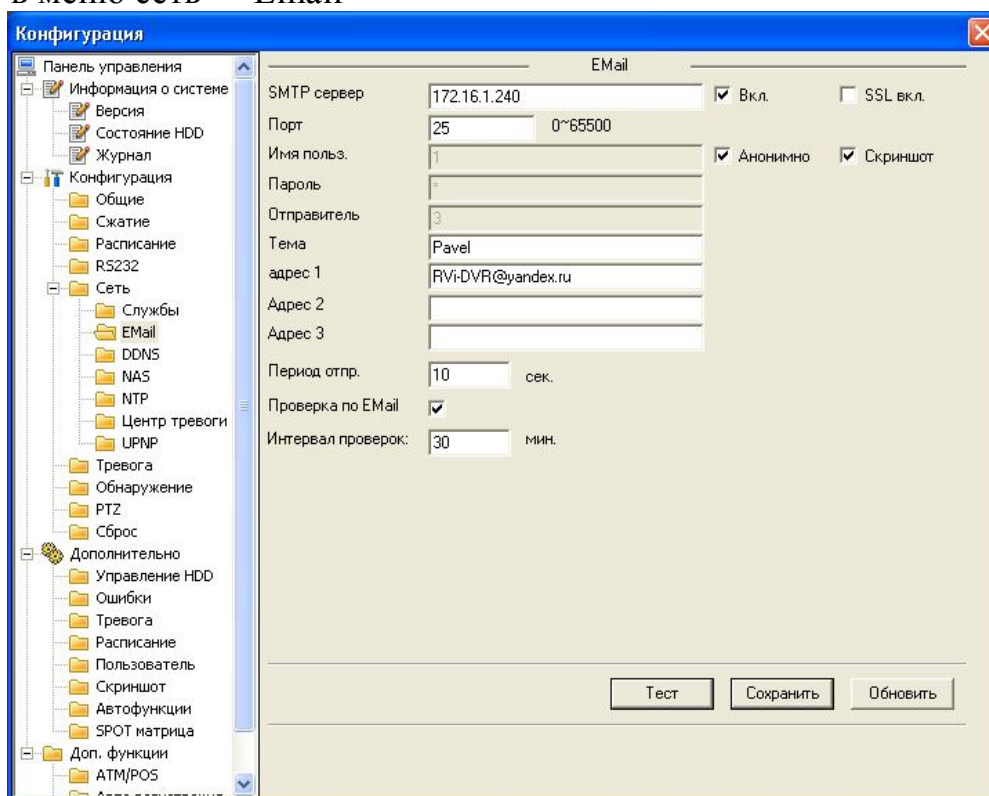 в меню сеть — Email
Конфигурация
Панель управления
Информация о системе
Версия
Состояние HDD
Журнал
Конфигурация
Общие
Сжатие
Расписание
RS232
Сеть
Службы
EMail
DDNS
NAS
NTP
Центр тревоги
UPNP
Тревога
Обнаружение
PTZ
Сброс
Дополнительно
Управление HDD
Ошибки
Тревога
Расписание
Пользователь
Скриншот
Автофункции
SPOT матрица
Доп. функции
ATM/POS
EMail
SMTP сервер 172.16.1.240 Вкл. SSL вкл.
Порт 25 0~65500
Имя польз. 1 Анонимно Скриншот
Пароль *
Отправитель 3
Тема Pavel
адрес 1 RVi-DVR@yandex.ru
Адрес 2
Адрес 3
Период отпр. 10 сек.
Проверка по EMail
Интервал проверок: 30 мин.
Тест Сохранить Обновить